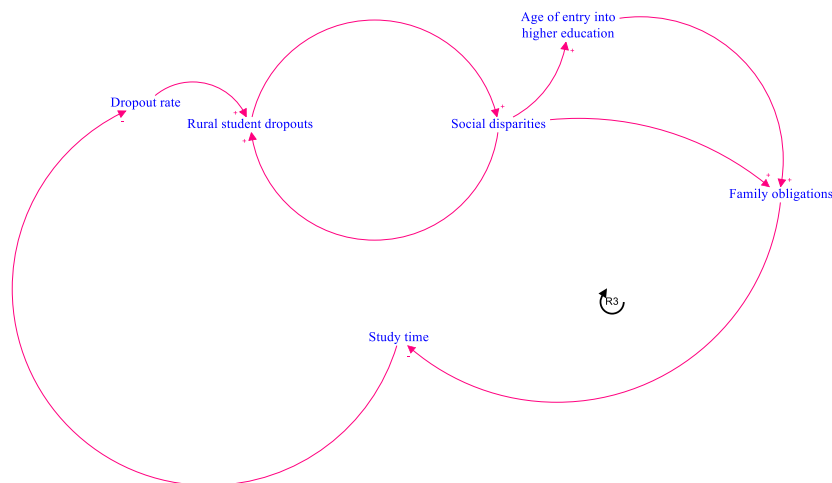 Age of entry into
higher education
+
Dropout rate
-
+
Rural student dropouts
+
+
Social disparities
+
+
Family obligations
R3
Study time
-